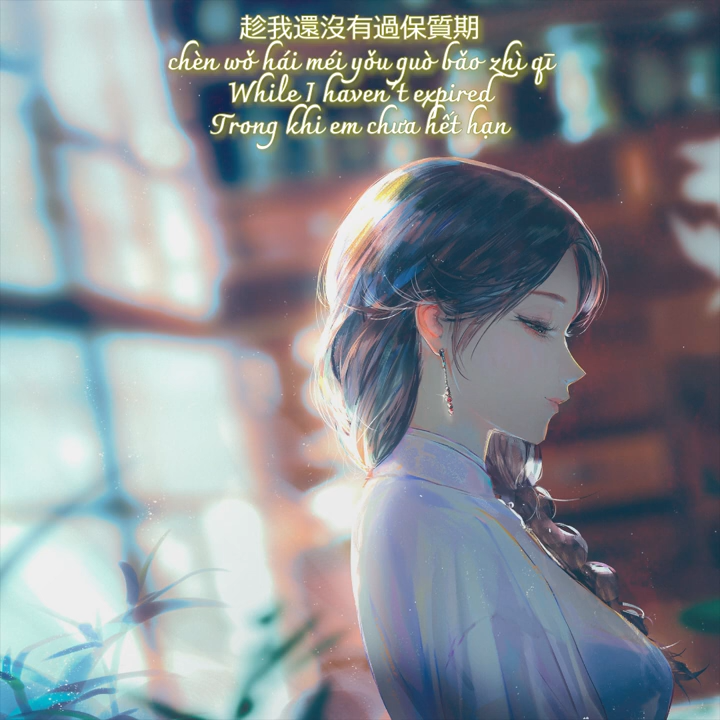 趁我還沒有過保質期
chèn wǒ hái méi yǒu guò bǎo zhì qī
While I haven't expired
Trong khi em chưa hết hạn